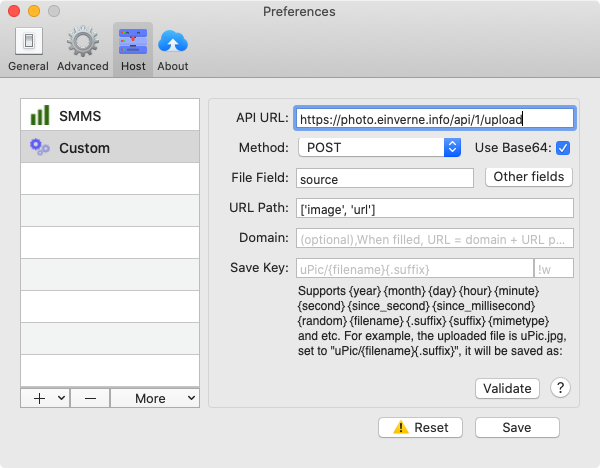 Preferences
General Advanced Host About
SMMS
Custom
API URL: https://photo.einverne.info/api/1/upload
Method: POST Use Base64:
File Field: source Other fields
URL Path: ['image', 'url']
Domain: (optional),When filled, URL = domain + URL p...
Save Key: uPic/{filename}{.suffix} !w
Supports {year} {month} {day} {hour} {minute}
{second} {since_second} {since_millisecond}
{random} {filename} {.suffix} {suffix} {mimetype}
and etc. For example, the uploaded file is uPic.jpg,
set to "uPic/{filename}{.suffix}", it will be saved as:
Validate ?
+ − More
Reset Save